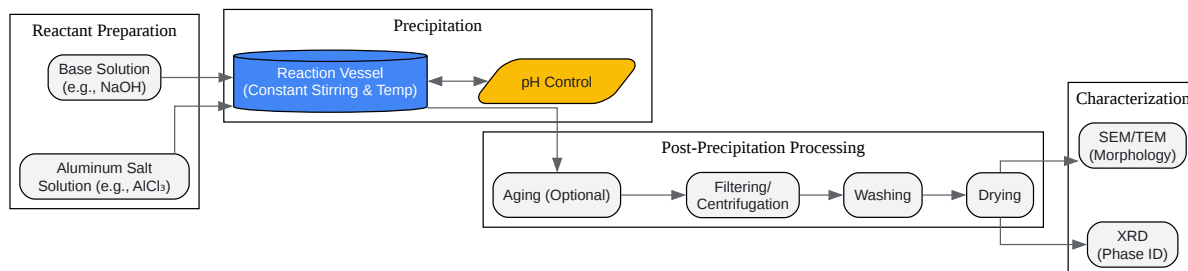 Reactant Preparation
Base Solution
(e.g., NaOH)
Aluminum Salt
Solution (e.g., AlCl₃)
Precipitation
Reaction Vessel
(Constant Stirring & Temp)
pH Control
Post-Precipitation Processing
Aging (Optional)
Filtering/
Centrifugation
Washing
Drying
Characterization
SEM/TEM
(Morphology)
XRD
(Phase ID)